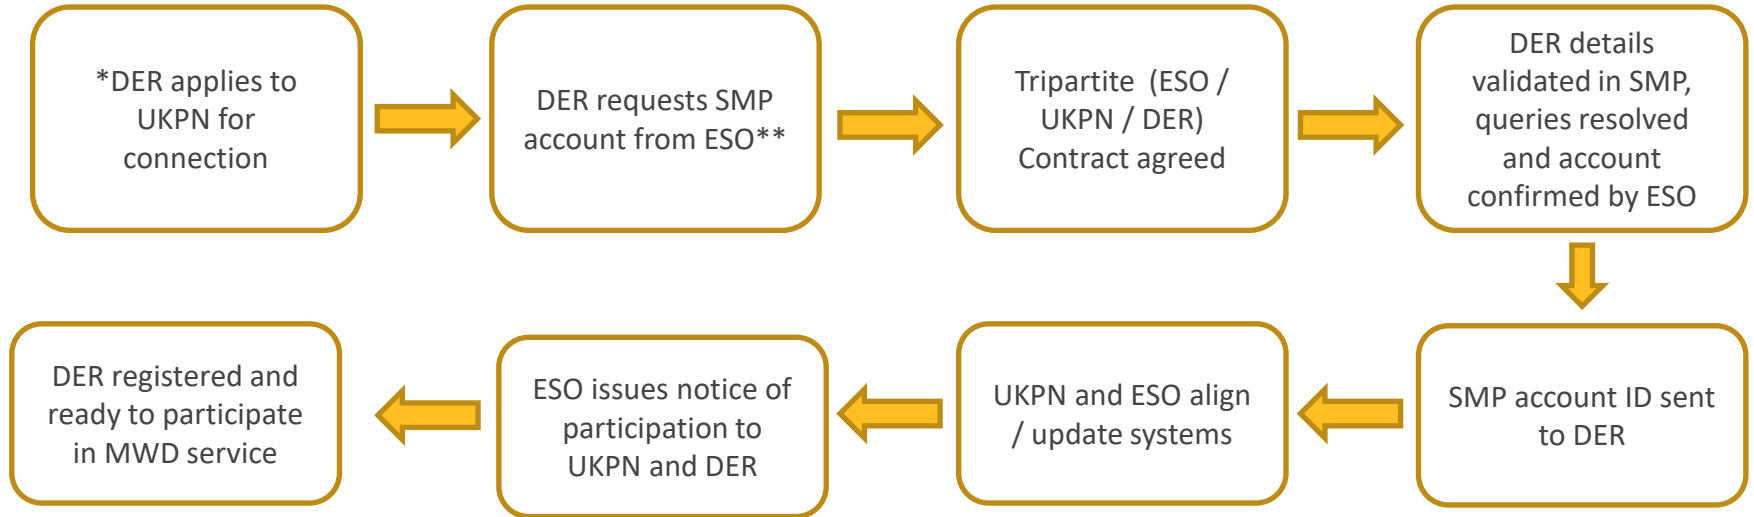 *DER applies to
UKPN for
connection
DER requests SMP
account from ESO**
Tripartite (ESO /
UKPN / DER)
Contract agreed
DER details
validated in SMP,
queries resolved
and account
confirmed by ESO
SMP account ID sent
to DER
UKPN and ESO align
/ update systems
ESO issues notice of
participation to
UKPN and DER
DER registered and
ready to participate
in MWD service